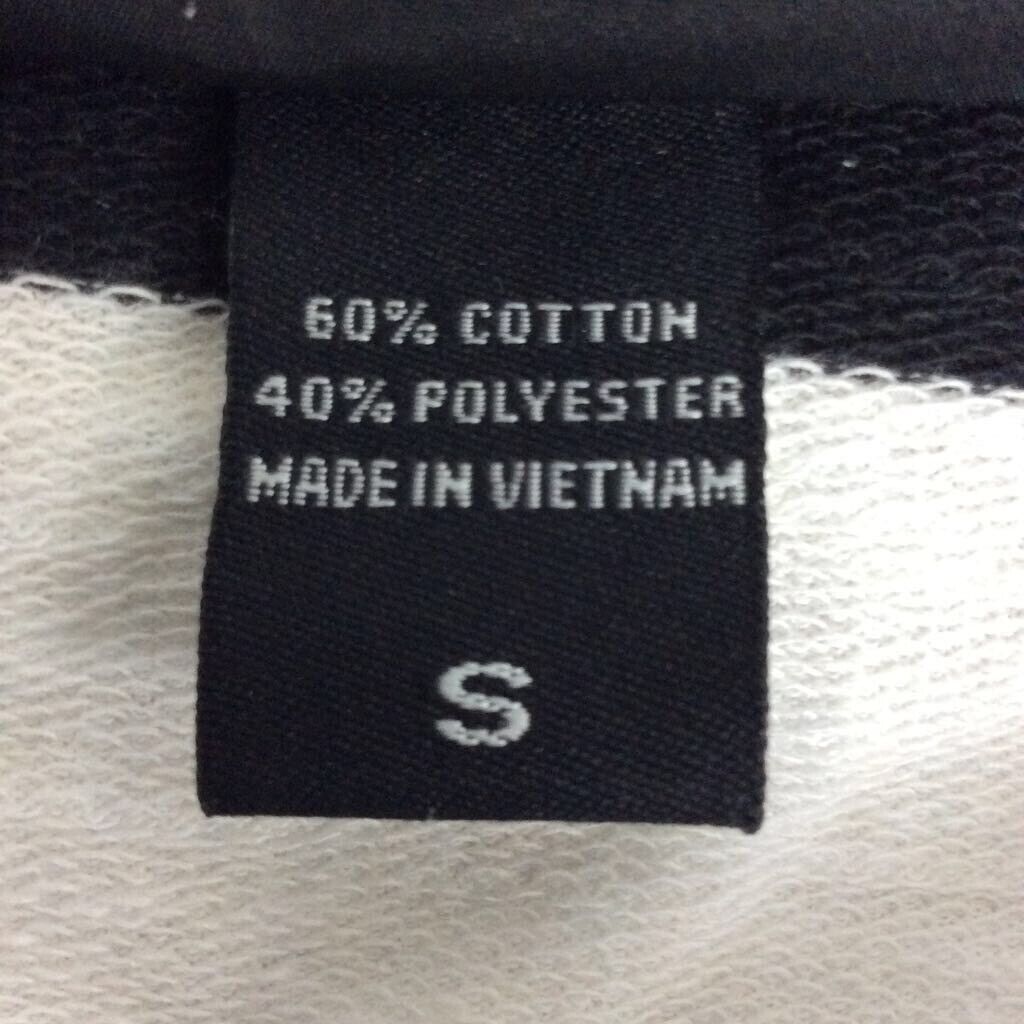 60% COTTON
40% POLYESTER
MADE IN VIETNAM
S